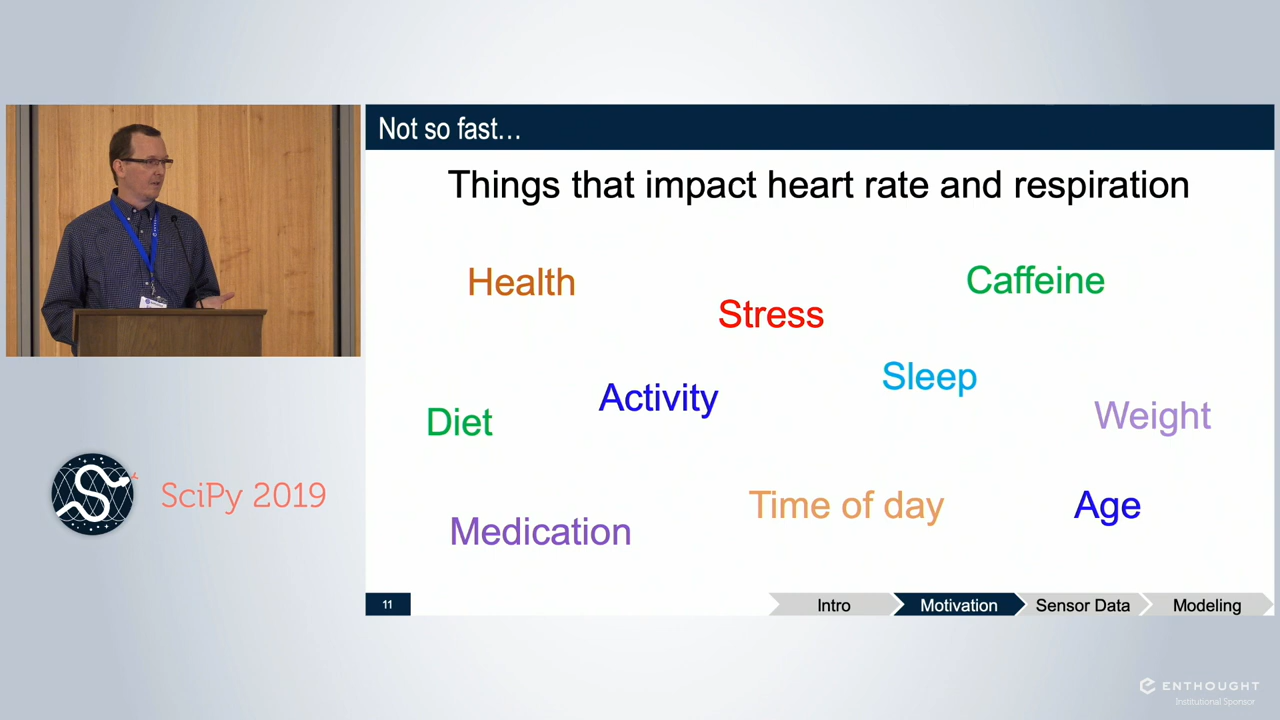 Not so fast…
Things that impact heart rate and respiration
Health
Caffeine
Stress
Sleep
Activity
Weight
Diet
Time of day
Age
Medication
11
Intro
Motivation
Sensor Data
Modeling
SciPy 2019
ENTHOUGHT
Institutional Sponsor